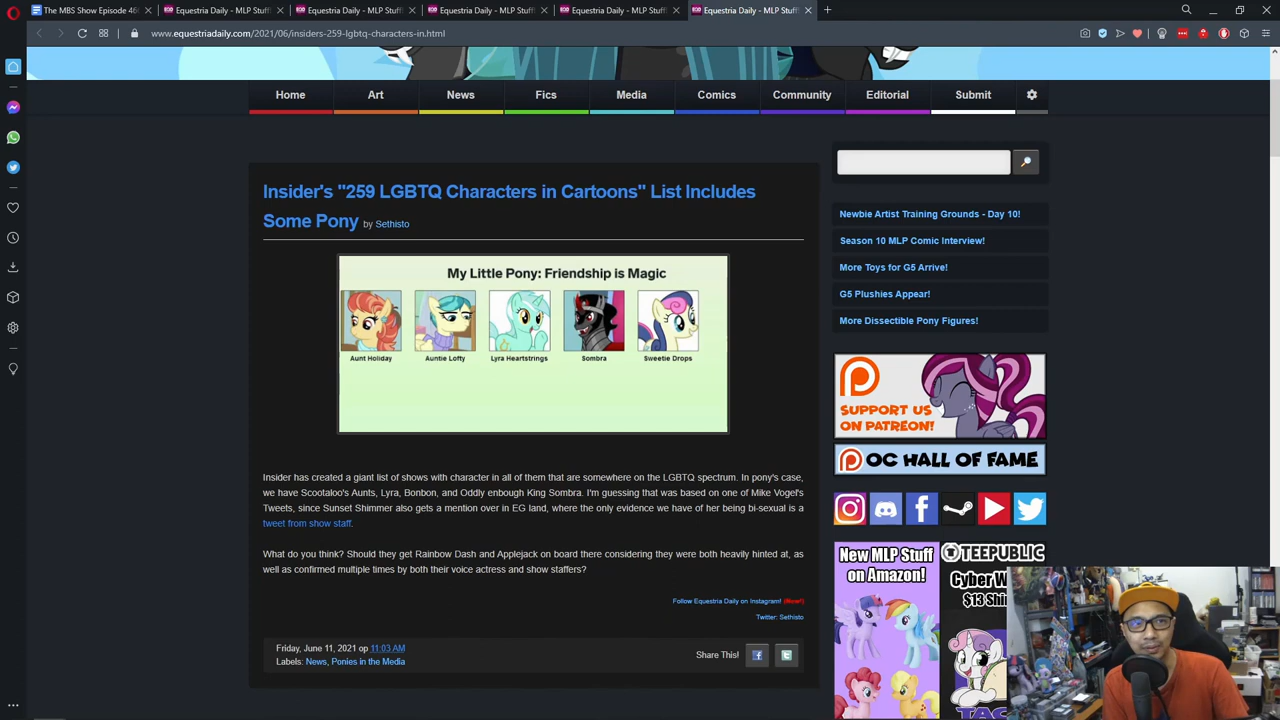 The MBS Show Episode 460
Equestria Daily - MLP Stuff!
Equestria Daily - MLP Stuff!
Equestria Daily - MLP Stuff!
Equestria Daily - MLP Stuff!
Equestria Daily - MLP Stuff!
www.equestriadaily.com/2021/06/insiders-259-lgbtq-characters-in.html
Home Art News Fics Media Comics Community Editorial Submit
Insider's "259 LGBTQ Characters in Cartoons" List Includes
Some Pony by Sethisto
My Little Pony: Friendship is Magic
Aunt Holiday Auntie Lofty Lyra Heartstrings Sombra Sweetie Drops
Insider has created a giant list of shows with character in all of them that are somewhere on the LGBTQ spectrum. In pony's case,
we have Scootaloo's Aunts, Lyra, Bonbon, and Oddly enbough King Sombra. I'm guessing that was based on one of Mike Vogel's
Tweets, since Sunset Shimmer also gets a mention over in EG land, where the only evidence we have of her being bi-sexual is a
tweet from show staff.
What do you think? Should they get Rainbow Dash and Applejack on board there considering they were both heavily hinted at, as
well as confirmed multiple times by both their voice actress and show staffers?
Follow Equestria Daily on Instagram! (New!)
Twitter: Sethisto
Friday, June 11, 2021 op 11:03 AM
Labels: News, Ponies in the Media
Share This!
Newbie Artist Training Grounds - Day 10!
Season 10 MLP Comic Interview!
More Toys for G5 Arrive!
G5 Plushies Appear!
More Dissectible Pony Figures!
SUPPORT US
ON PATREON!
OC HALL OF FAME
New MLP Stuff
on Amazon!
TEEPUBLIC
Cyber W
$13 Shi
TAC